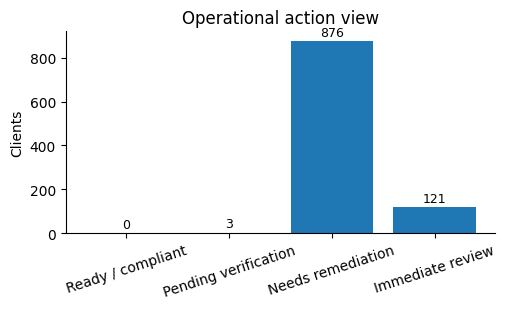 Operational action view
Clients
800
600
400
200
0
0
3
876
121
Ready / compliant
Pending verification
Needs remediation
Immediate review